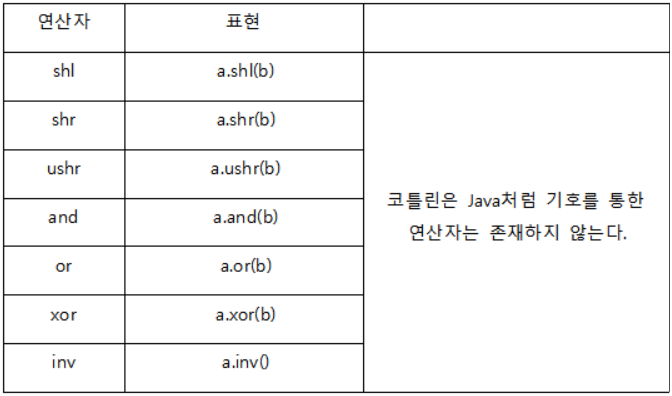 연산자 표현
shl a.shl(b)
shr a.shr(b)
ushr a.ushr(b)
and a.and(b)
or a.or(b)
xor a.xor(b)
inv a.inv()
코틀린은 Java처럼 기호를 통한
연산자는 존재하지 않는다.